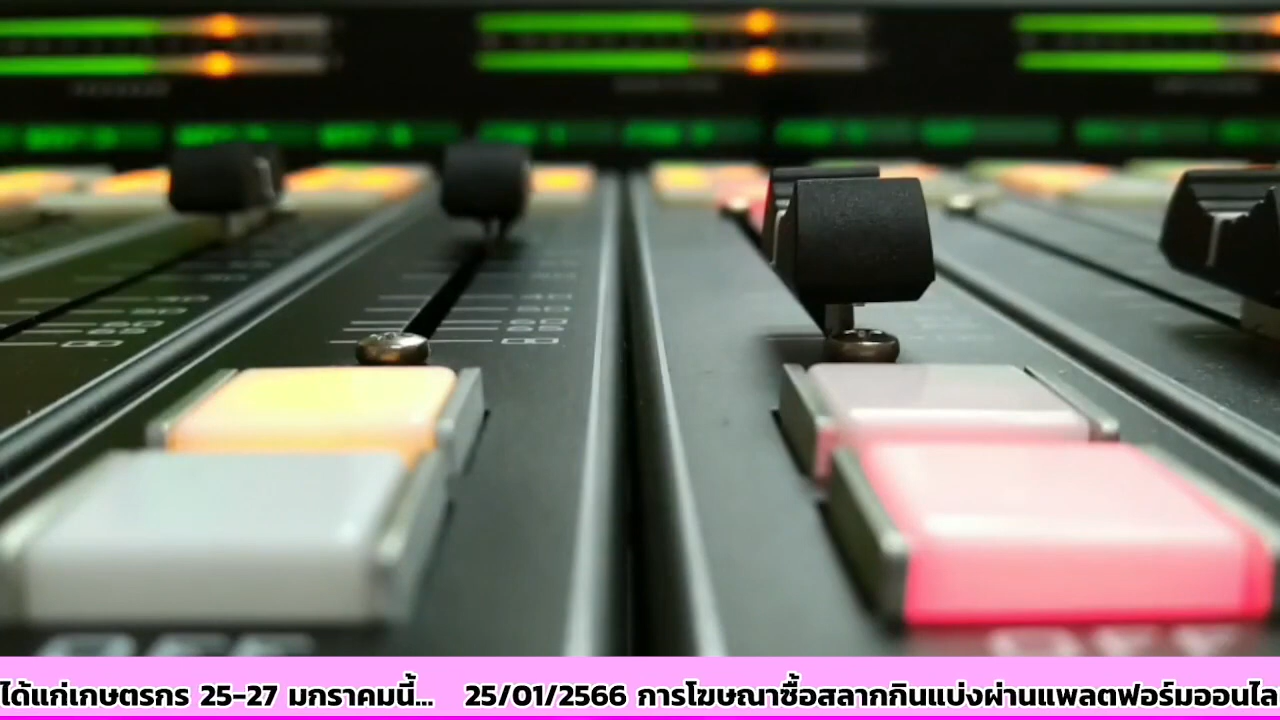 ได้แก่เกษตรกร 25-27 มกราคมนี้... 25/01/2566 การโฆษณาซื้อสลากกินแบ่งผ่านแพลตฟอร์มออนไล